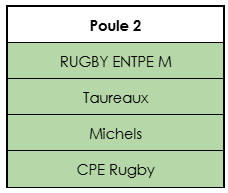 Poule 2
RUGBY ENTPE M
Taureaux
Michels
CPE Rugby